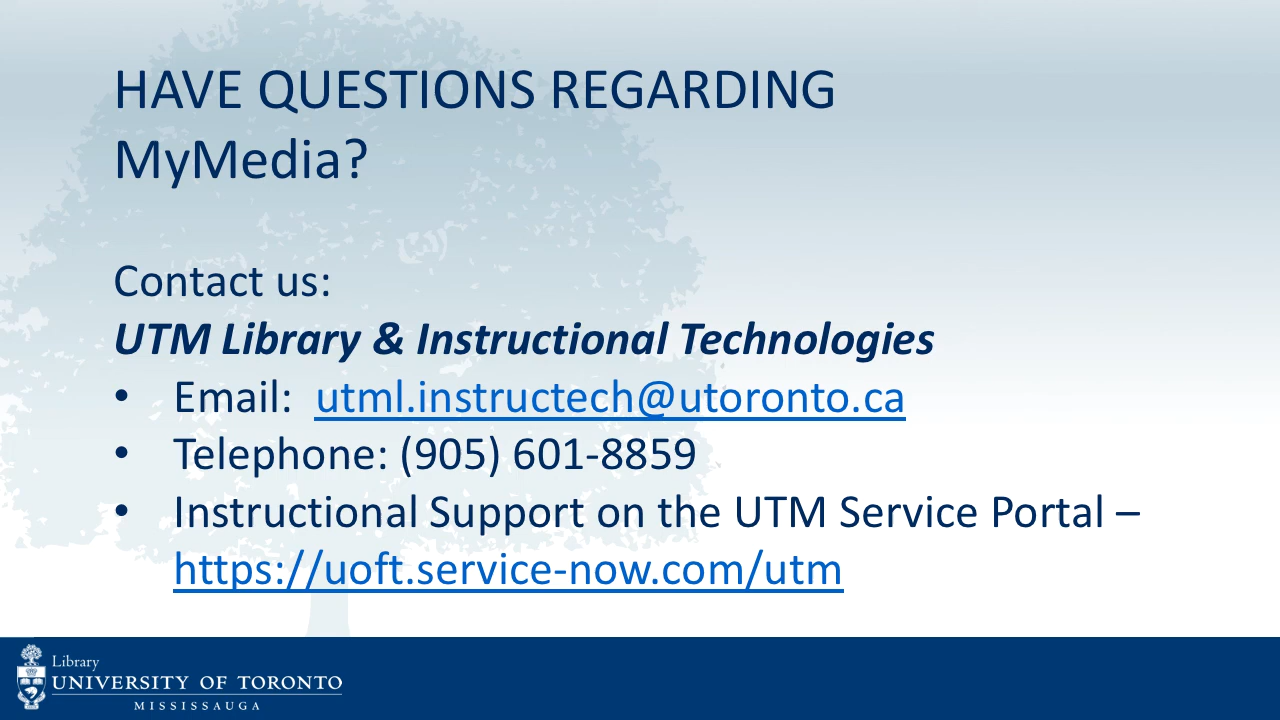 HAVE QUESTIONS REGARDING
MyMedia?
Contact us:
UTM Library & Instructional Technologies
• Email: utml.instructech@utoronto.ca
• Telephone: (905) 601-8859
• Instructional Support on the UTM Service Portal –
https://uoft.service-now.com/utm
Library
UNIVERSITY OF TORONTO
MISSISSAUGA